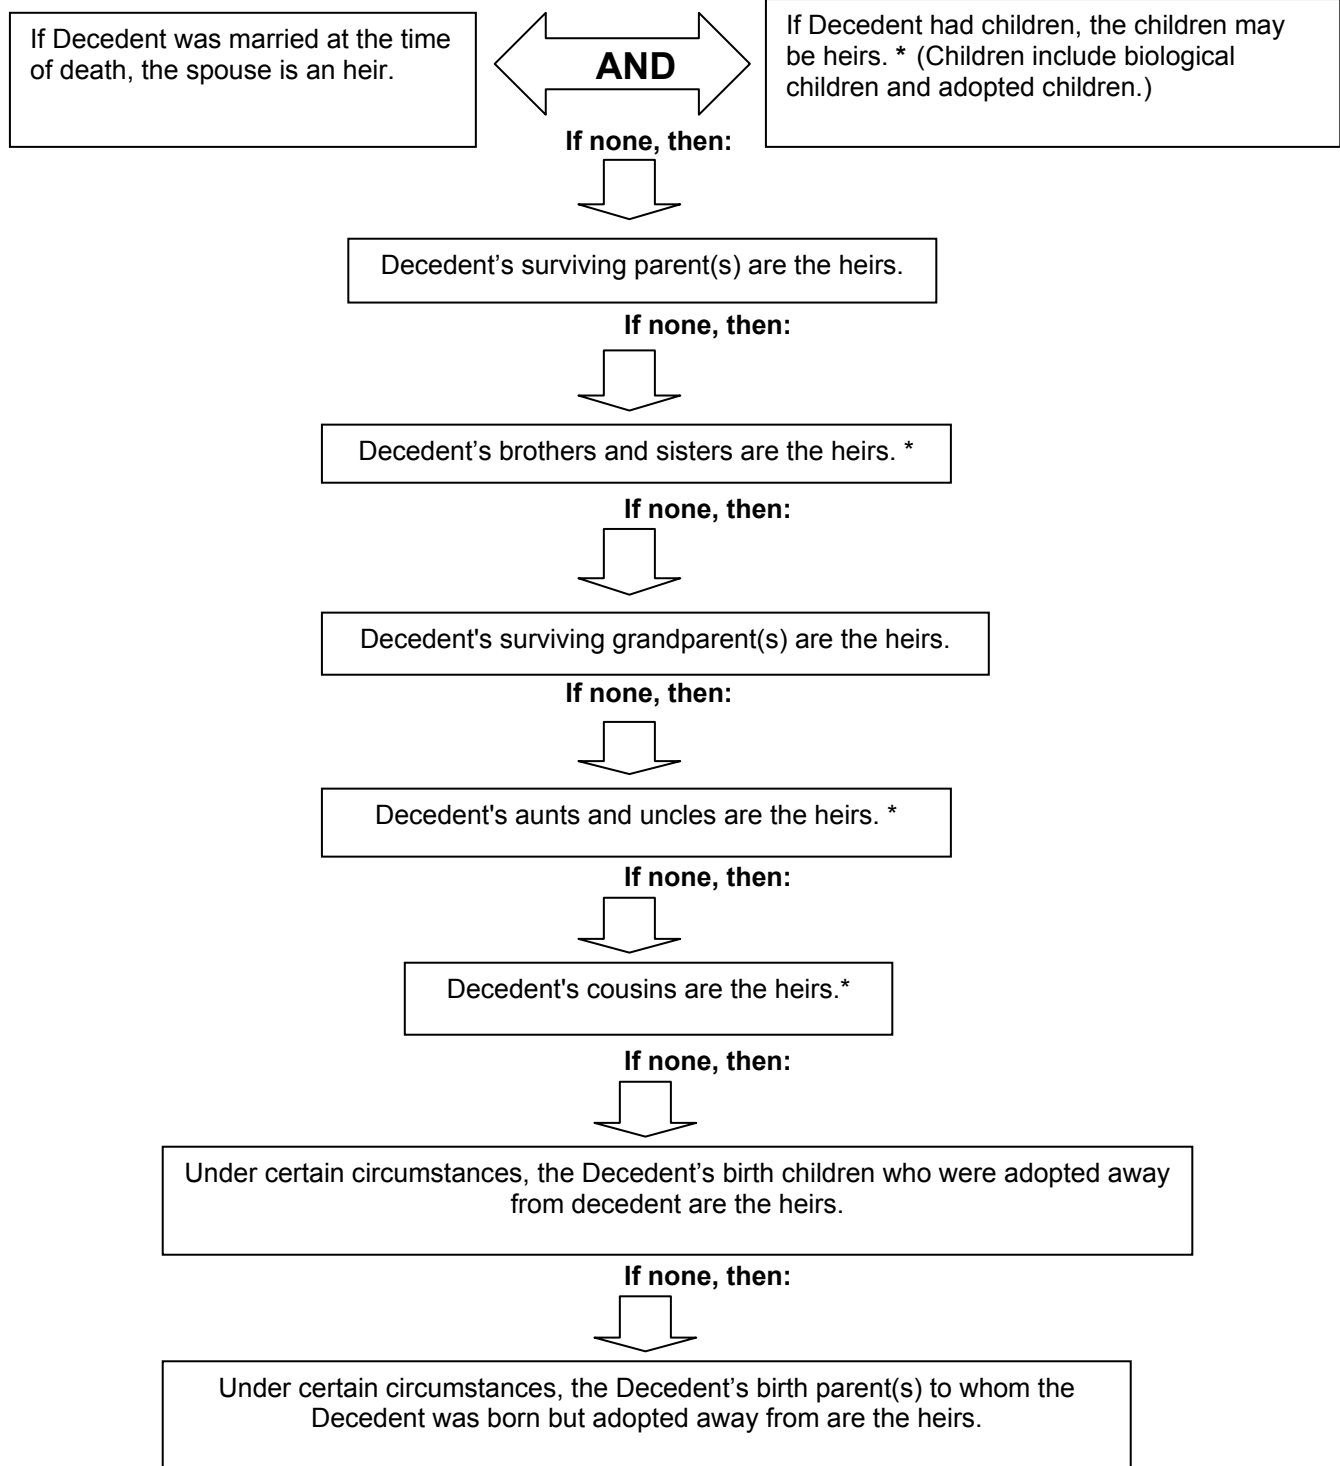 If Decedent was married at the time
of death, the spouse is an heir.
AND
If Decedent had children, the children may
be heirs. * (Children include biological
children and adopted children.)
If none, then:
Decedent’s surviving parent(s) are the heirs.
If none, then:
Decedent’s brothers and sisters are the heirs. *
If none, then:
Decedent's surviving grandparent(s) are the heirs.
If none, then:
Decedent's aunts and uncles are the heirs. *
If none, then:
Decedent's cousins are the heirs.*
If none, then:
Under certain circumstances, the Decedent’s birth children who were adopted away
from decedent are the heirs.
If none, then:
Under certain circumstances, the Decedent’s birth parent(s) to whom the
Decedent was born but adopted away from are the heirs.